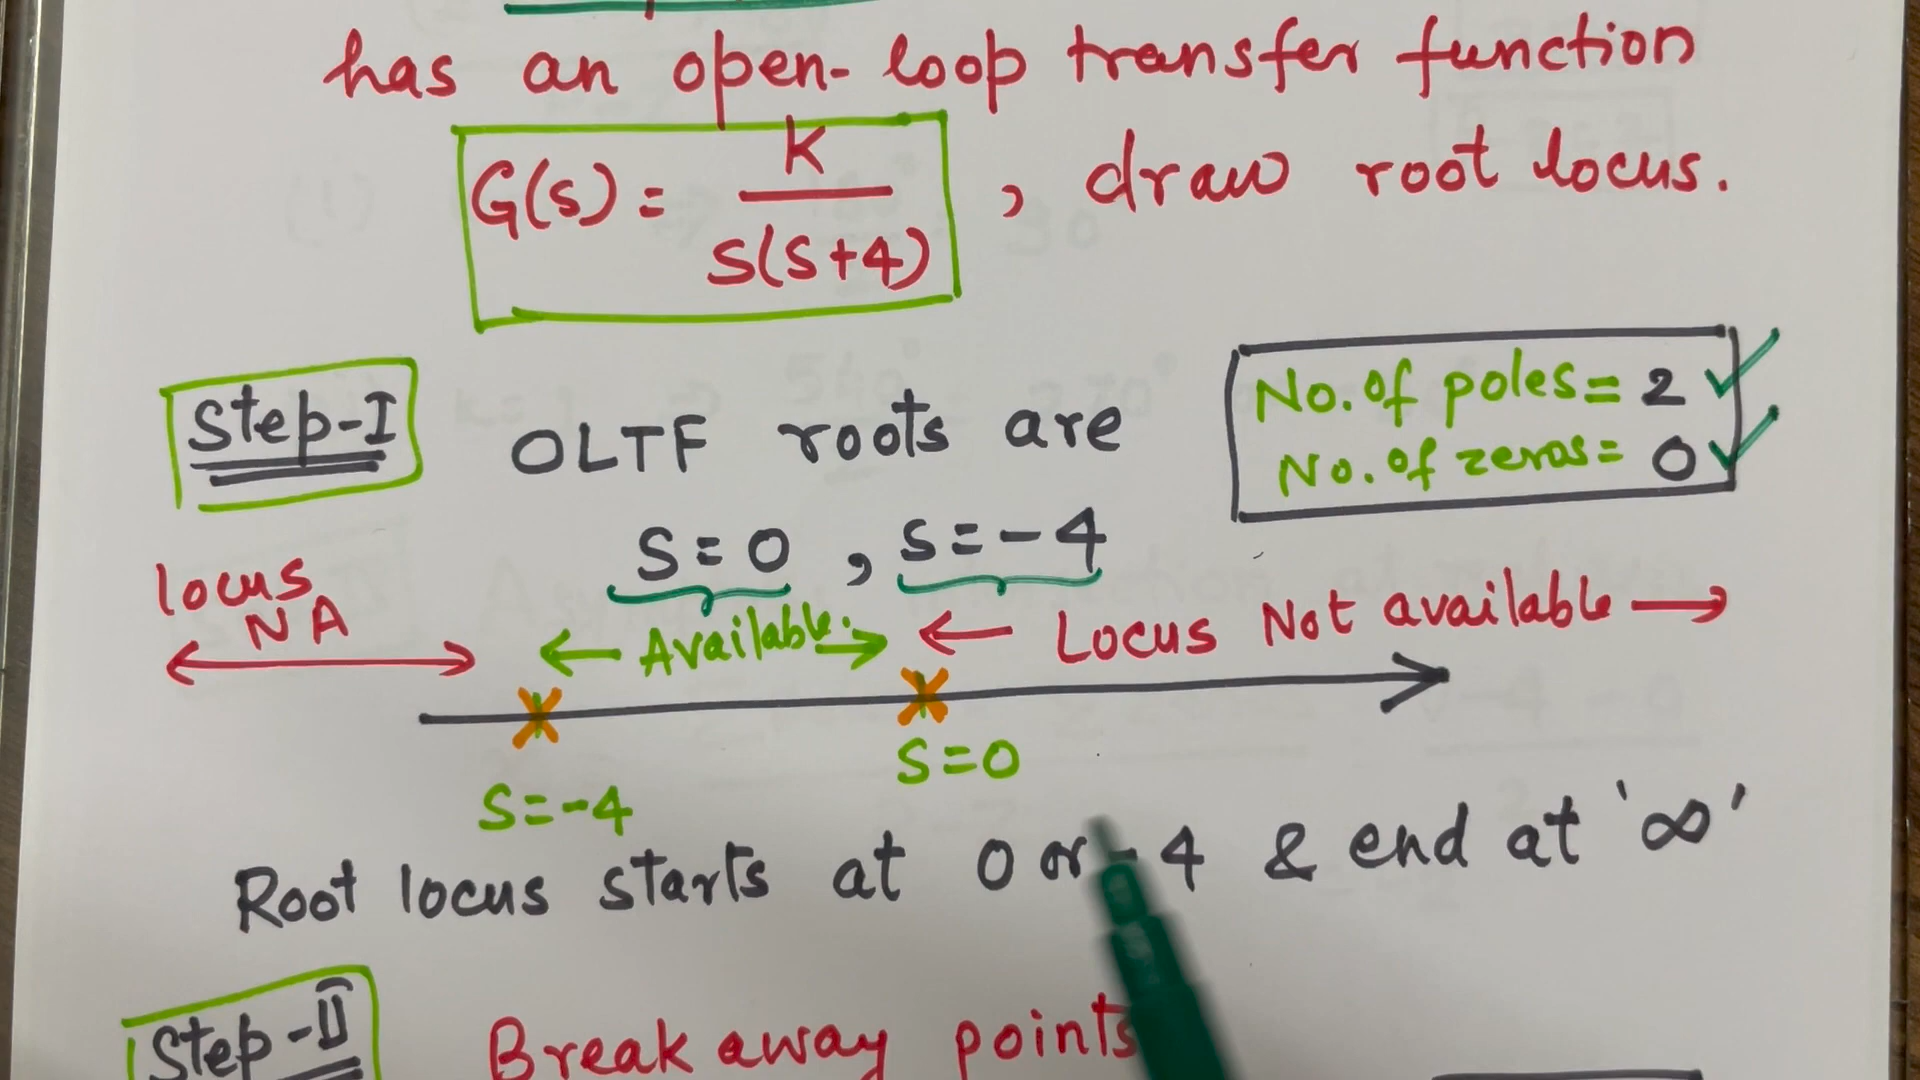 has an open-loop transfer function
G(s) = K / s(s+4) , draw root locus.
Step-I OLTF roots are
No. of poles = 2 ✓
No. of zeros = 0 ✓
s = 0 , s = -4
locus NA
← Available. → ← Locus Not available →
s = -4
s = 0
Root locus starts at 0 or -4 & end at '∞'
Step-II Break away points